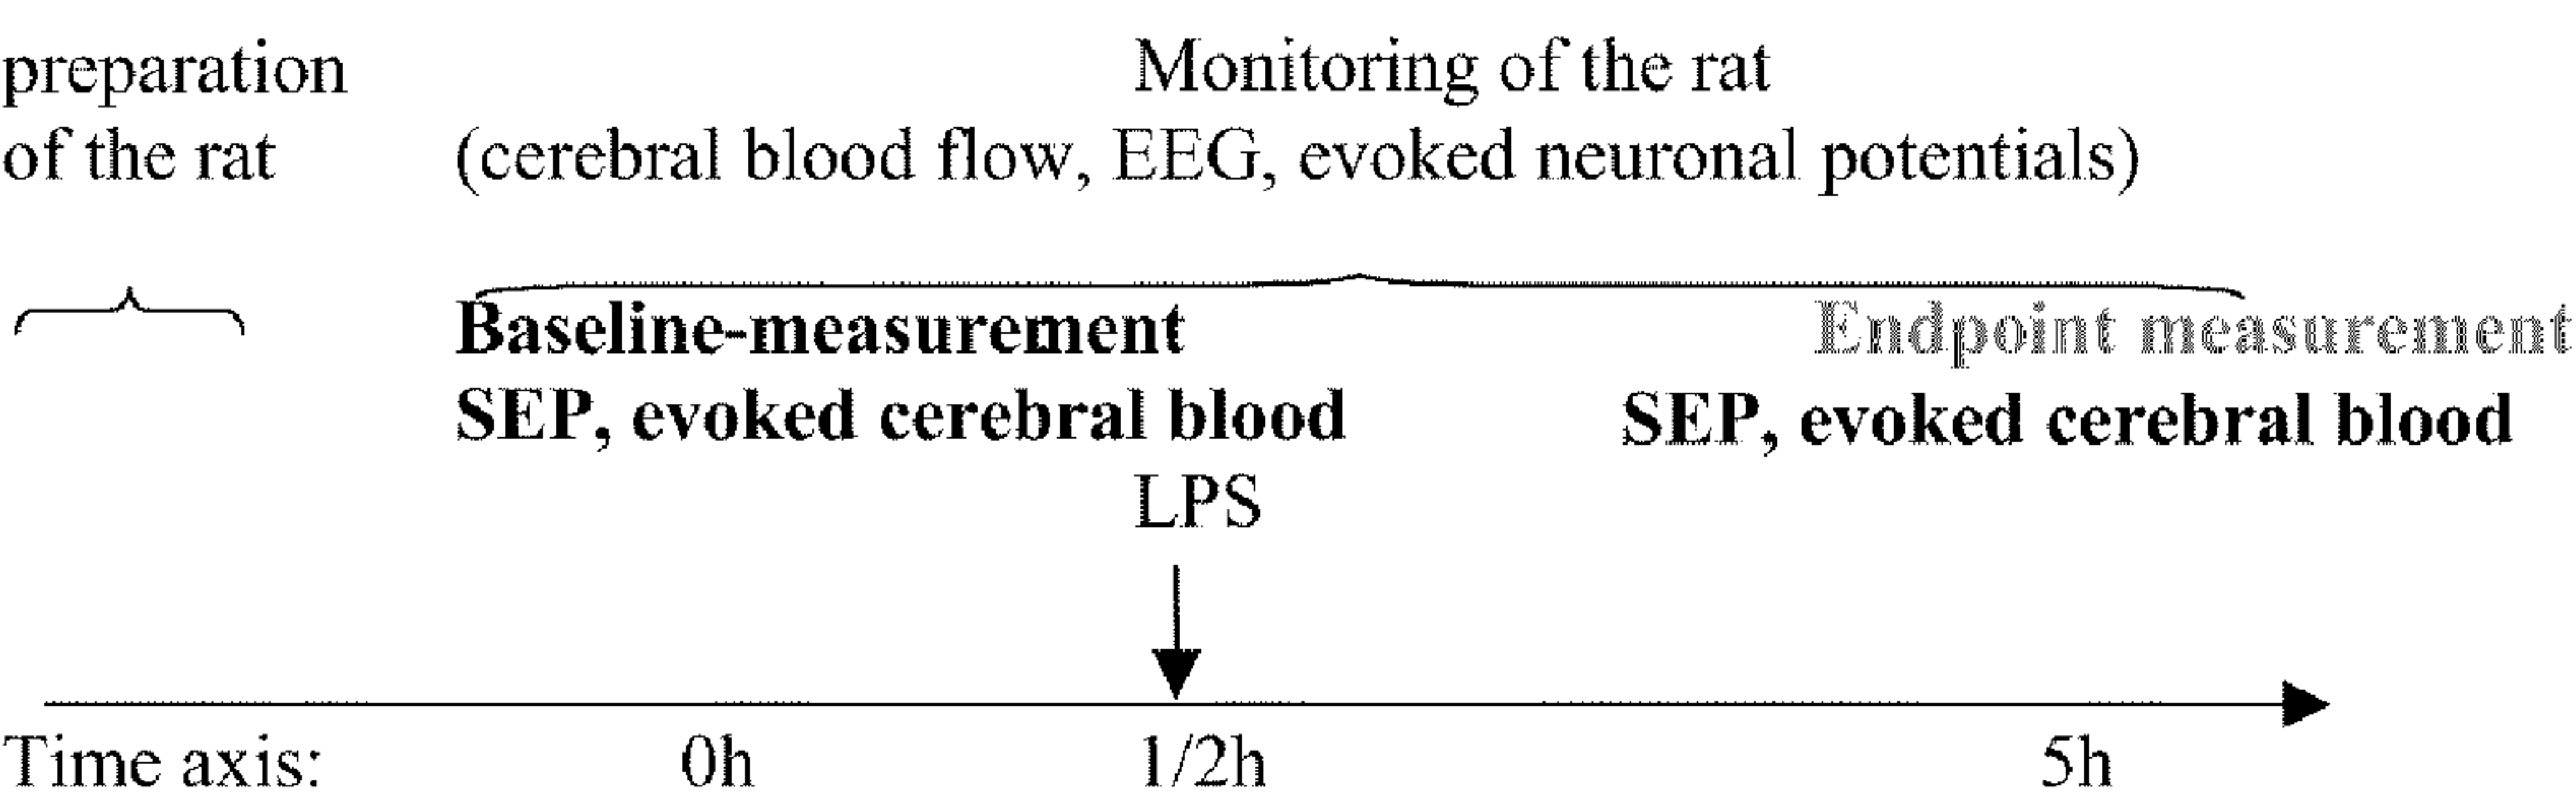 preparation
of the rat
Monitoring of the rat
(cerebral blood flow, EEG, evoked neuronal potentials)
Baseline-measurement
SEP, evoked cerebral blood
Endpoint measurement
SEP, evoked cerebral blood
LPS
Time axis: 0h 1/2h 5h